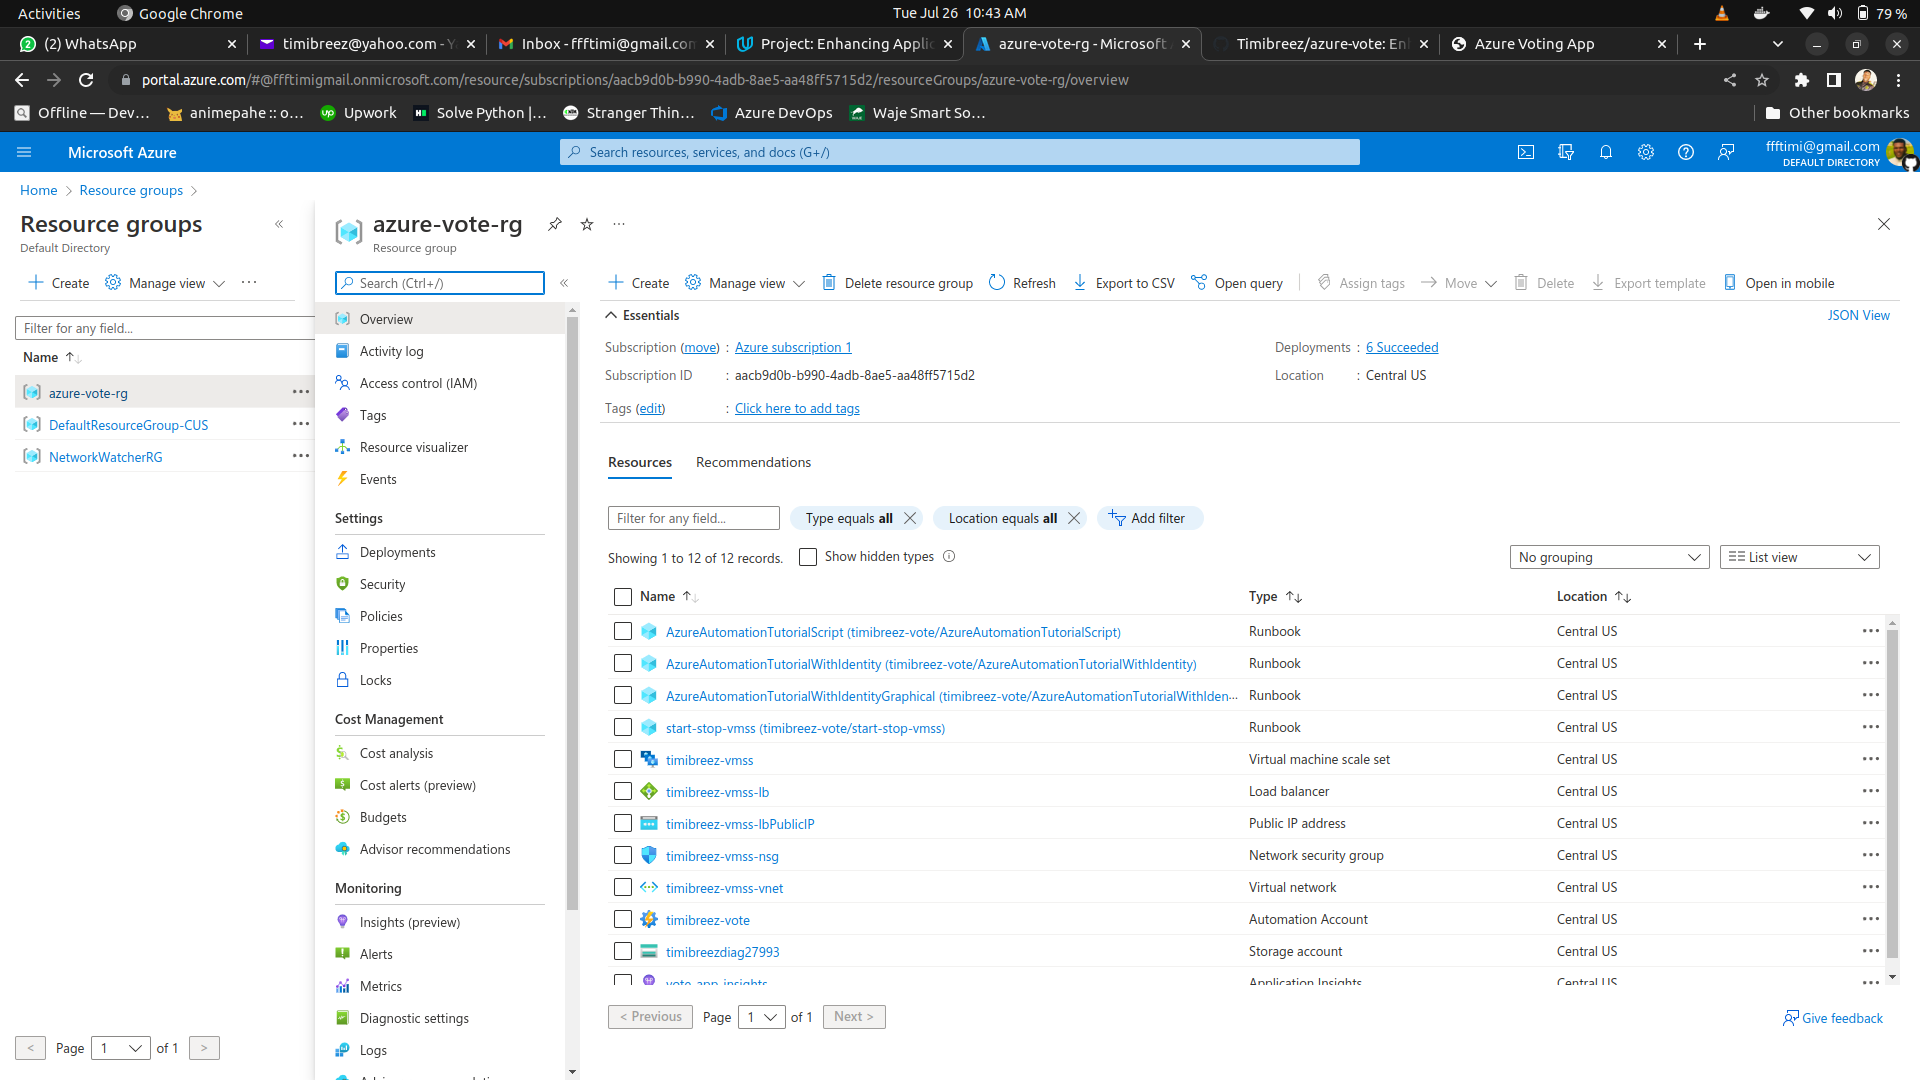 Activities
Google Chrome
Tue Jul 26 10:43 AM
79 %
(2) WhatsApp
timibreez@yahoo.com - Y
Inbox - ffftimi@gmail.con
Project: Enhancing Applic
azure-vote-rg - Microsoft
Timibreez/azure-vote: En
Azure Voting App
portal.azure.com/#@ffftimigmail.onmicrosoft.com/resource/subscriptions/aacb9d0b-b990-4adb-8ae5-aa48ff5715d2/resourceGroups/azure-vote-rg/overview
Offline — Dev…
animepahe :: o…
Upwork
Solve Python |…
Stranger Thin…
Azure DevOps
Waje Smart So…
Other bookmarks
Microsoft Azure
Search resources, services, and docs (G+/)
ffftimi@gmail.com
DEFAULT DIRECTORY
Home > Resource groups >
Resource groups
Default Directory
Create
Manage view
Filter for any field...
Name
azure-vote-rg
DefaultResourceGroup-CUS
NetworkWatcherRG
< Page 1 of 1 >
azure-vote-rg
Resource group
Search (Ctrl+/)
Overview
Activity log
Access control (IAM)
Tags
Resource visualizer
Events
Settings
Deployments
Security
Policies
Properties
Locks
Cost Management
Cost analysis
Cost alerts (preview)
Budgets
Advisor recommendations
Monitoring
Insights (preview)
Alerts
Metrics
Diagnostic settings
Logs
Create
Manage view
Delete resource group
Refresh
Export to CSV
Open query
Assign tags
Move
Delete
Export template
Open in mobile
Essentials
JSON View
Subscription (move) : Azure subscription 1
Deployments : 6 Succeeded
Subscription ID : aacb9d0b-b990-4adb-8ae5-aa48ff5715d2
Location : Central US
Tags (edit) : Click here to add tags
Resources
Recommendations
Filter for any field...
Type equals all
Location equals all
Add filter
Showing 1 to 12 of 12 records.
Show hidden types
No grouping
List view
Name Type Location
AzureAutomationTutorialScript (timibreez-vote/AzureAutomationTutorialScript) Runbook Central US
AzureAutomationTutorialWithIdentity (timibreez-vote/AzureAutomationTutorialWithIdentity) Runbook Central US
AzureAutomationTutorialWithIdentityGraphical (timibreez-vote/AzureAutomationTutorialWithIden… Runbook Central US
start-stop-vmss (timibreez-vote/start-stop-vmss) Runbook Central US
timibreez-vmss Virtual machine scale set Central US
timibreez-vmss-lb Load balancer Central US
timibreez-vmss-lbPublicIP Public IP address Central US
timibreez-vmss-nsg Network security group Central US
timibreez-vmss-vnet Virtual network Central US
timibreez-vote Automation Account Central US
timibreezdiag27993 Storage account Central US
vote-app-insights Application Insights Central US
< Previous Page 1 of 1 Next >
Give feedback